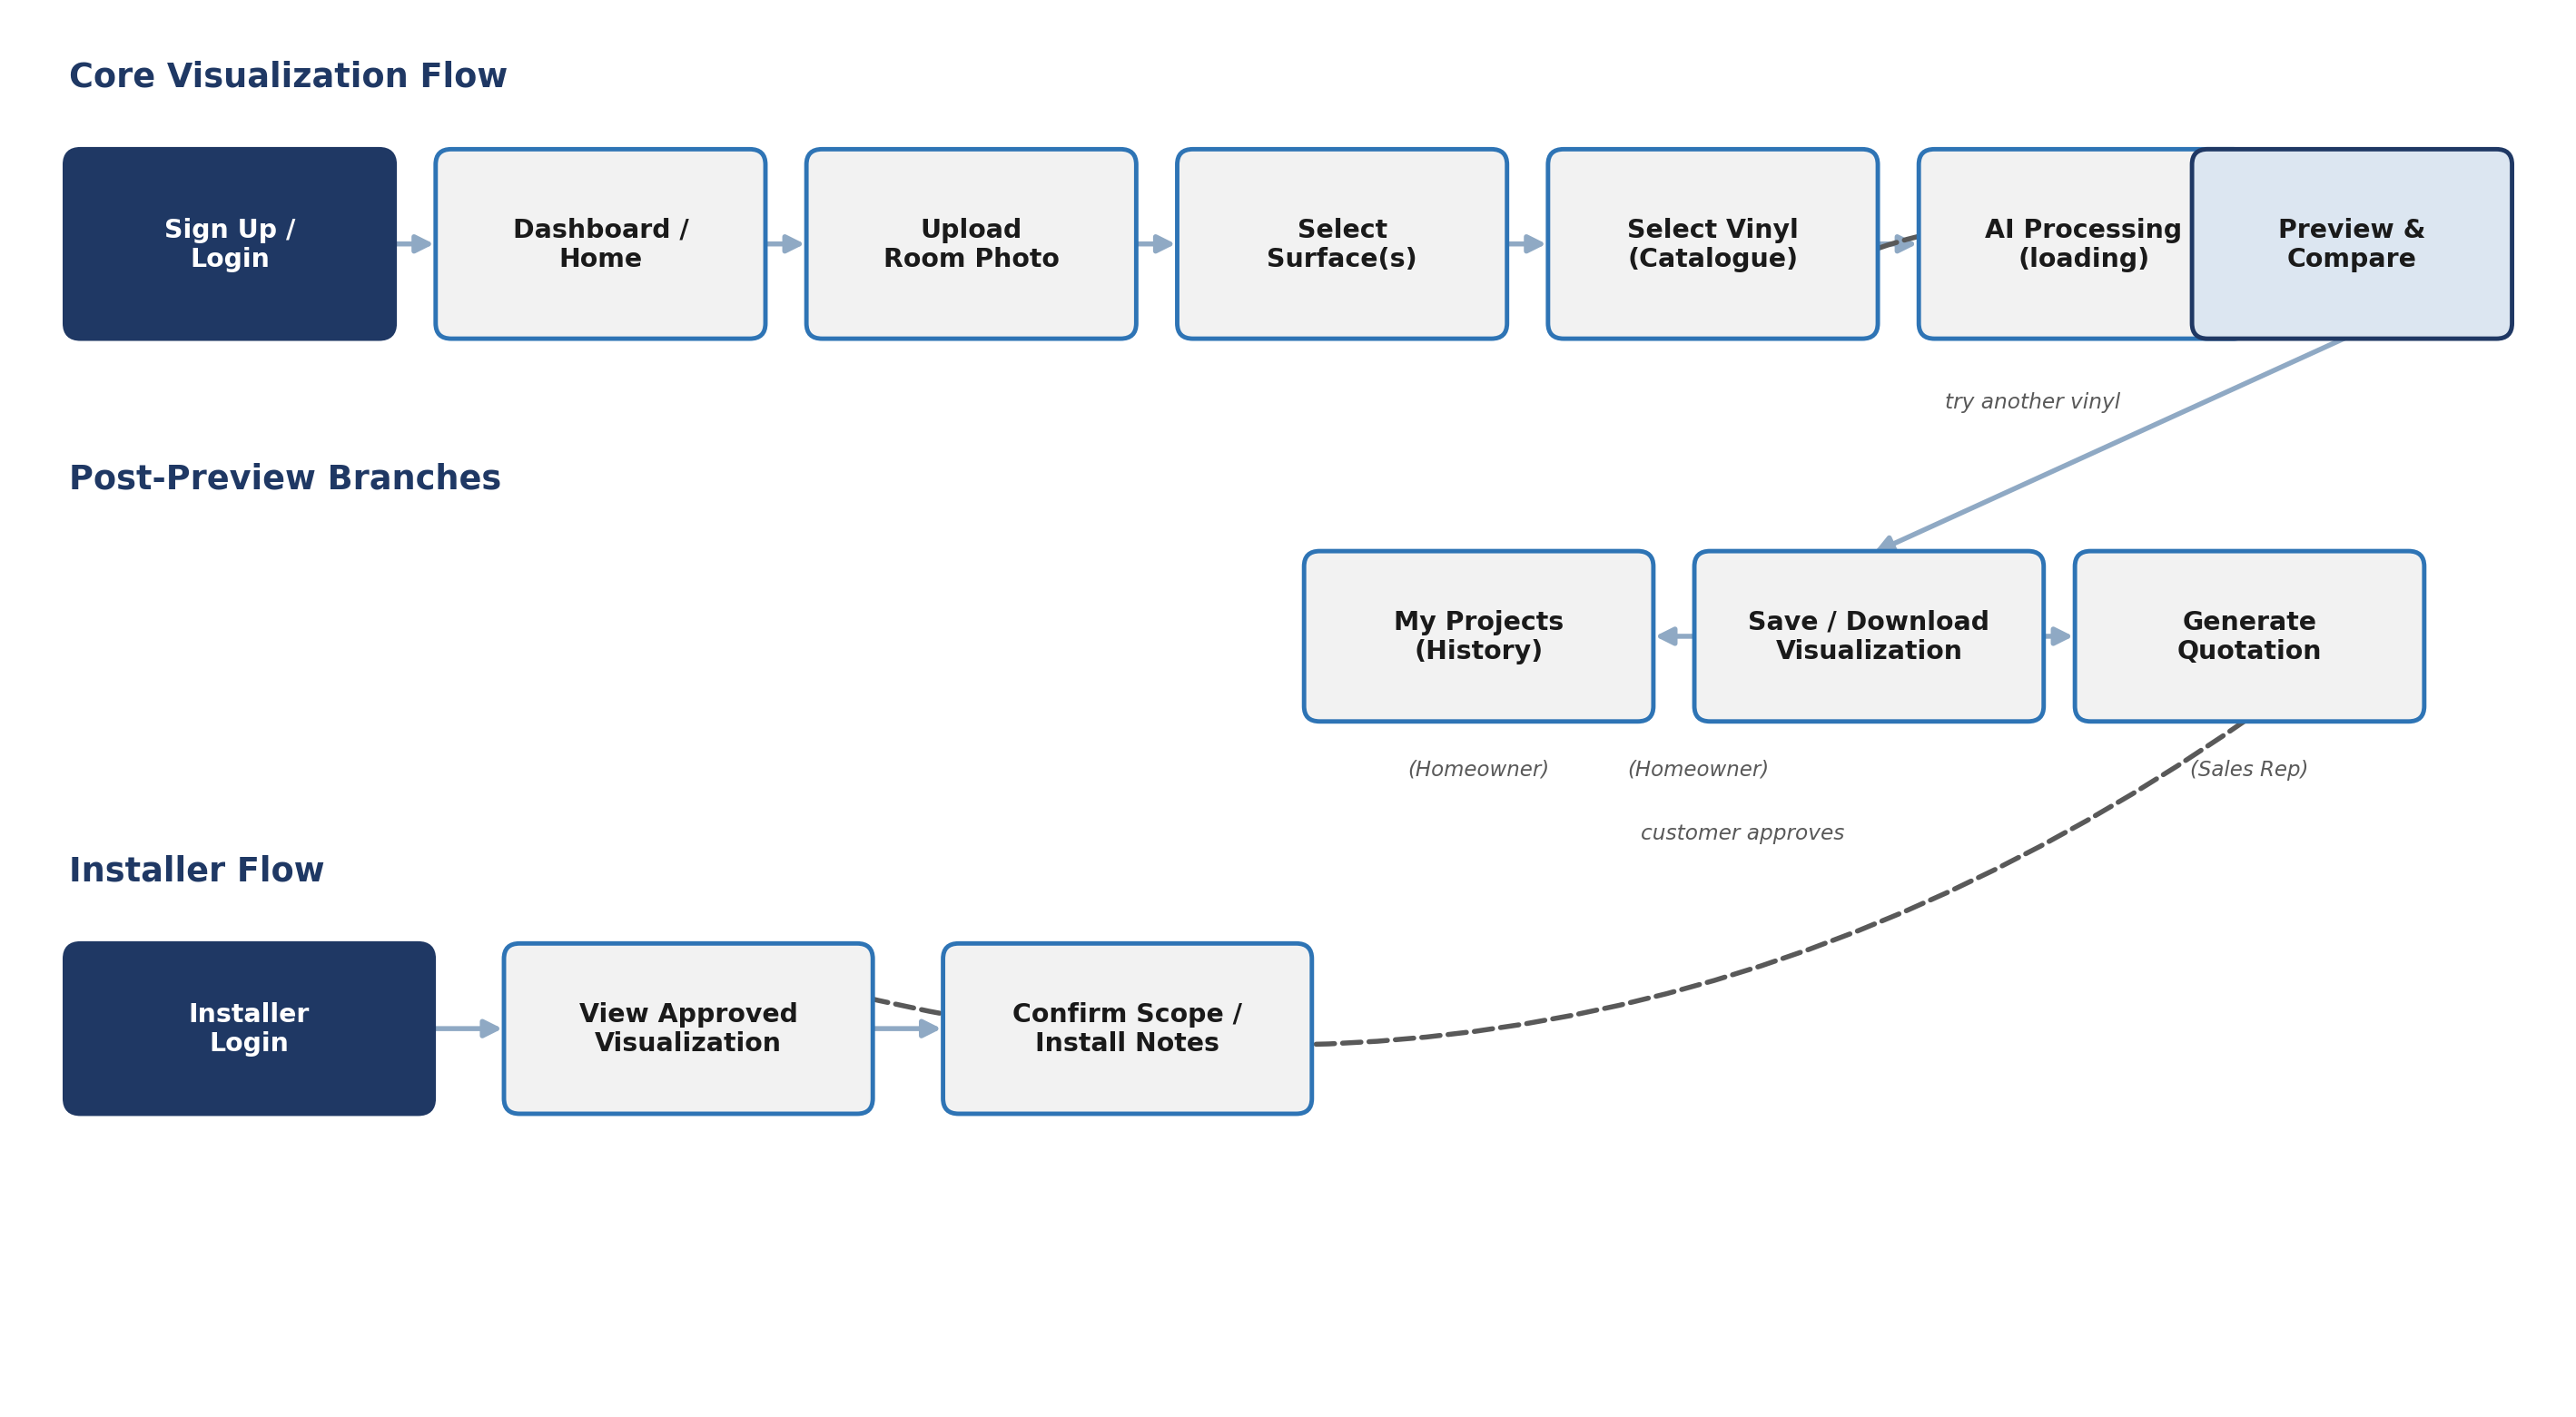 Core Visualization Flow
Sign Up /
Login
Dashboard /
Home
Upload
Room Photo
Select
Surface(s)
Select Vinyl
(Catalogue)
AI Processing
(loading)
Preview &
Compare
try another vinyl
Post-Preview Branches
My Projects
(History)
Save / Download
Visualization
Generate
Quotation
(Homeowner)
(Homeowner)
(Sales Rep)
customer approves
Installer Flow
Installer
Login
View Approved
Visualization
Confirm Scope /
Install Notes